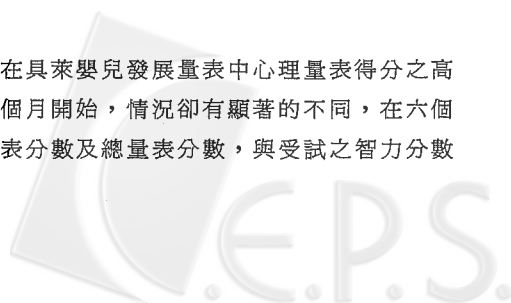 在具萊嬰兒發展量表中心理量表得分之高
個月開始，情況卻有顯著的不同，在六個
表分數及總量表分數，與受試之智力分數
C.E.P.S.